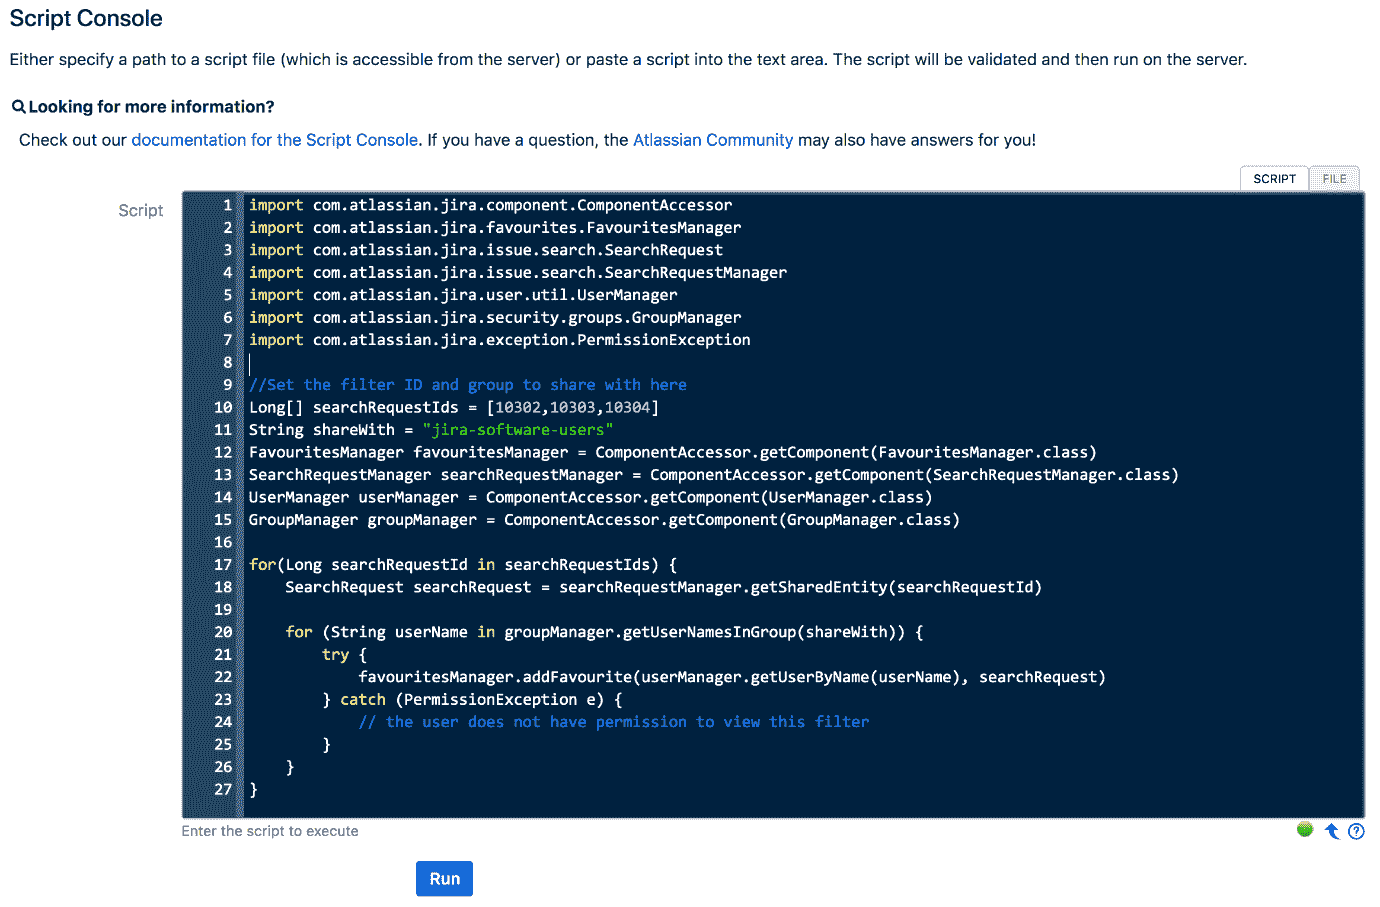 Script Console
Either specify a path to a script file (which is accessible from the server) or paste a script into the text area. The script will be validated and then run on the server.
Looking for more information?
Check out our documentation for the Script Console. If you have a question, the Atlassian Community may also have answers for you!
SCRIPT FILE
Script
1 import com.atlassian.jira.component.ComponentAccessor
2 import com.atlassian.jira.favourites.FavouritesManager
3 import com.atlassian.jira.issue.search.SearchRequest
4 import com.atlassian.jira.issue.search.SearchRequestManager
5 import com.atlassian.jira.user.util.UserManager
6 import com.atlassian.jira.security.groups.GroupManager
7 import com.atlassian.jira.exception.PermissionException
8
9 //Set the filter ID and group to share with here
10 Long[] searchRequestIds = [10302,10303,10304]
11 String shareWith = "jira-software-users"
12 FavouritesManager favouritesManager = ComponentAccessor.getComponent(FavouritesManager.class)
13 SearchRequestManager searchRequestManager = ComponentAccessor.getComponent(SearchRequestManager.class)
14 UserManager userManager = ComponentAccessor.getComponent(UserManager.class)
15 GroupManager groupManager = ComponentAccessor.getComponent(GroupManager.class)
16
17 for(Long searchRequestId in searchRequestIds) {
18     SearchRequest searchRequest = searchRequestManager.getSharedEntity(searchRequestId)
19
20     for (String userName in groupManager.getUserNamesInGroup(shareWith)) {
21         try {
22             favouritesManager.addFavourite(userManager.getUserByName(userName), searchRequest)
23         } catch (PermissionException e) {
24             // the user does not have permission to view this filter
25         }
26     }
27 }
Enter the script to execute
Run